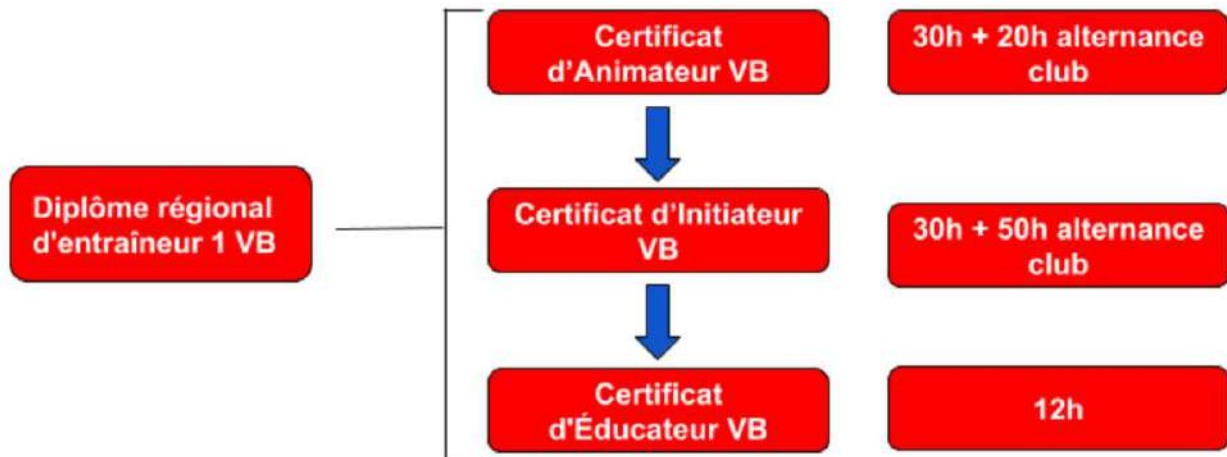 Certificat
d’Animateur VB
30h + 20h alternance
club
Diplôme régional
d'entraîneur 1 VB
Certificat d’Initiateur
VB
30h + 50h alternance
club
Certificat
d'Éducateur VB
12h